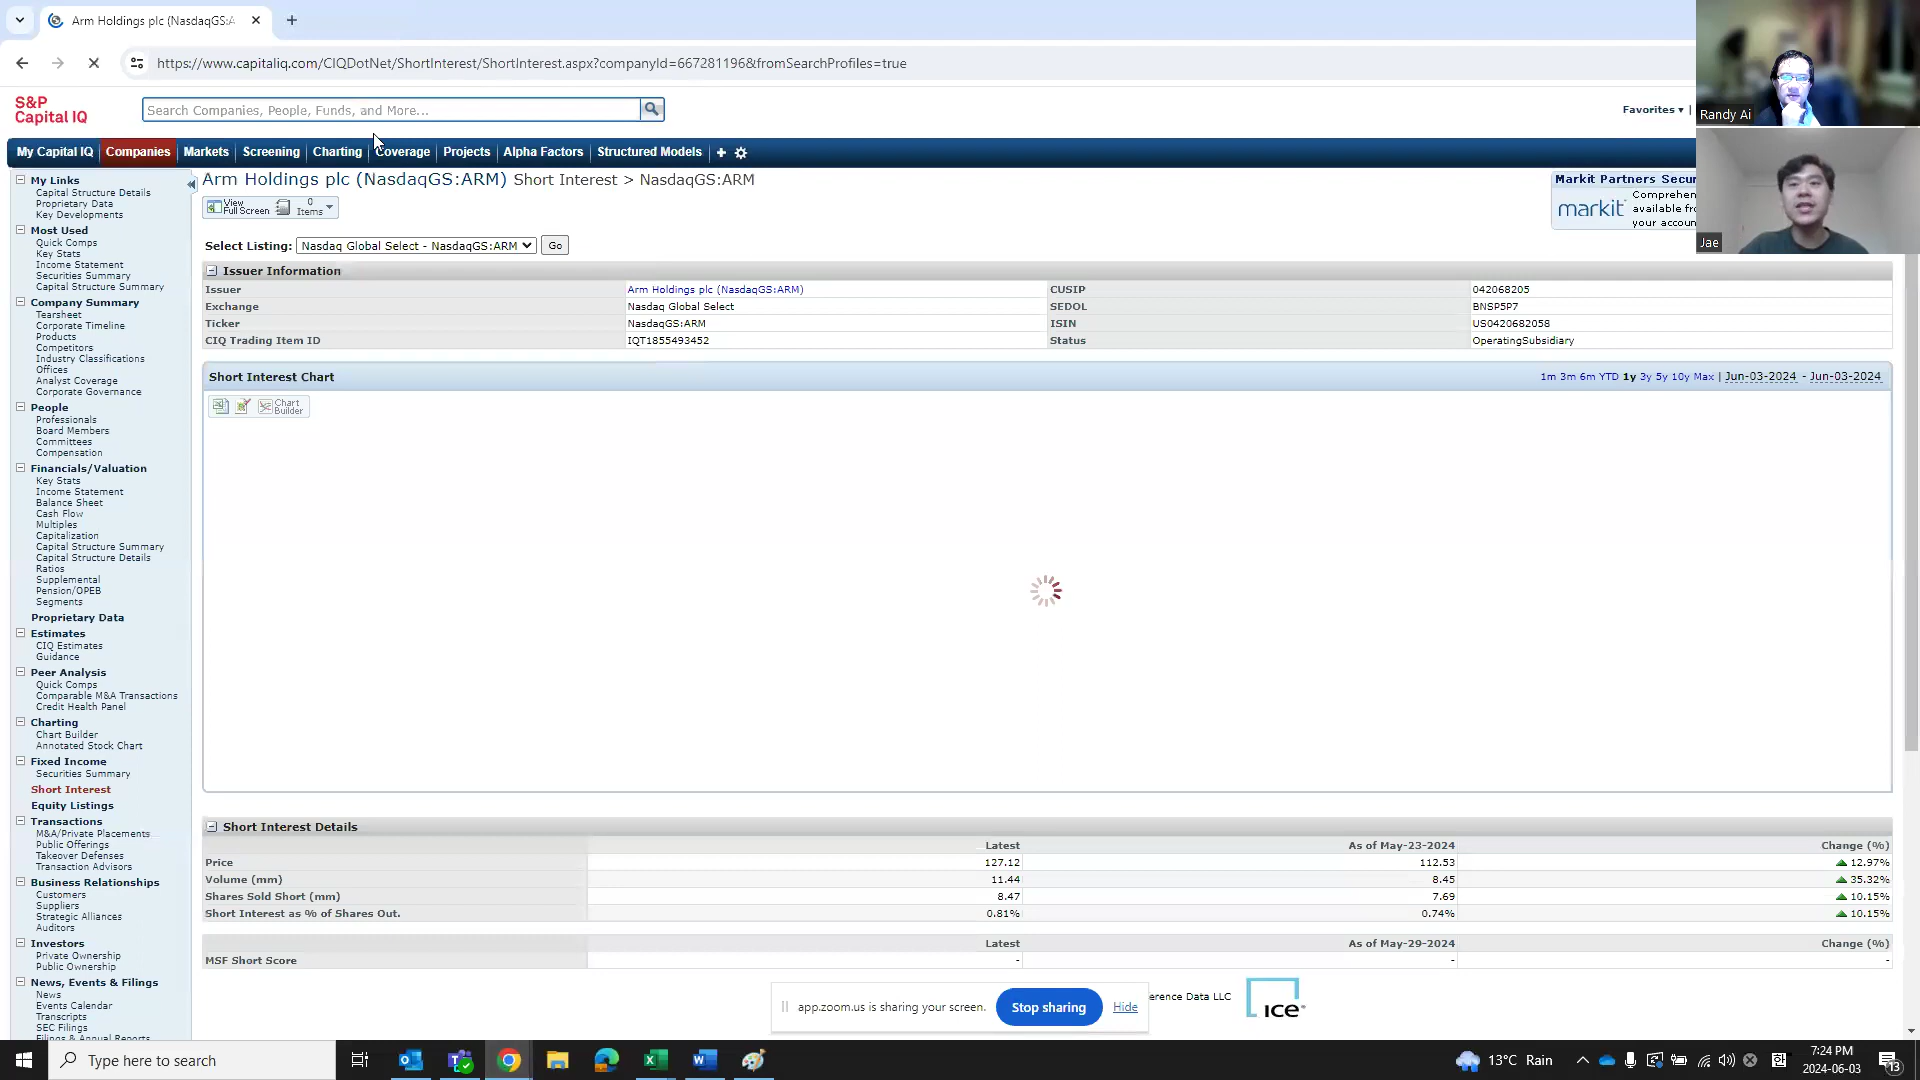 Arm Holdings plc (NasdaqGS:A
https://www.capitaliq.com/CIQDotNet/ShortInterest/ShortInterest.aspx?companyId=667281196&fromSearchProfiles=true
S&P
Capital IQ
Search Companies, People, Funds, and More...
Favorites
Randy Ai
Jae
My Capital IQ Companies Markets Screening Charting Coverage Projects Alpha Factors Structured Models
Arm Holdings plc (NasdaqGS:ARM) Short Interest > NasdaqGS:ARM
View
Full Screen
0
Items
Markit Partners Secur
markit
Comprehen
available fro
your accoun
Select Listing: Nasdaq Global Select - NasdaqGS:ARM Go
Issuer Information
Issuer Arm Holdings plc (NasdaqGS:ARM) CUSIP 042068205
Exchange Nasdaq Global Select SEDOL BNSP5P7
Ticker NasdaqGS:ARM ISIN US0420682058
CIQ Trading Item ID IQT1855493452 Status OperatingSubsidiary
Short Interest Chart 1m 3m 6m YTD 1y 3y 5y 10y Max | Jun-03-2024 - Jun-03-2024
Chart
Builder
Short Interest Details
Latest As of May-23-2024 Change (%)
Price 127.12 112.53 12.97%
Volume (mm) 11.44 8.45 35.32%
Shares Sold Short (mm) 8.47 7.69 10.15%
Short Interest as % of Shares Out. 0.81% 0.74% 10.15%
Latest As of May-29-2024 Change (%)
MSF Short Score - - -
erence Data LLC
ICE
My Links
Capital Structure Details
Proprietary Data
Key Developments
Most Used
Quick Comps
Key Stats
Income Statement
Securities Summary
Capital Structure Summary
Company Summary
Tearsheet
Corporate Timeline
Products
Competitors
Industry Classifications
Offices
Analyst Coverage
Corporate Governance
People
Professionals
Board Members
Committees
Compensation
Financials/Valuation
Key Stats
Income Statement
Balance Sheet
Cash Flow
Multiples
Capitalization
Capital Structure Summary
Capital Structure Details
Ratios
Supplemental
Pension/OPEB
Segments
Proprietary Data
Estimates
CIQ Estimates
Guidance
Peer Analysis
Quick Comps
Comparable M&A Transactions
Credit Health Panel
Charting
Chart Builder
Annotated Stock Chart
Fixed Income
Securities Summary
Short Interest
Equity Listings
Transactions
M&A/Private Placements
Public Offerings
Takeover Defenses
Transaction Advisors
Business Relationships
Customers
Suppliers
Strategic Alliances
Auditors
Investors
Private Ownership
Public Ownership
News, Events & Filings
News
Events Calendar
Transcripts
SEC Filings
Filings & Annual Reports
app.zoom.us is sharing your screen. Stop sharing Hide
Type here to search
13°C Rain
7:24 PM
2024-06-03
13